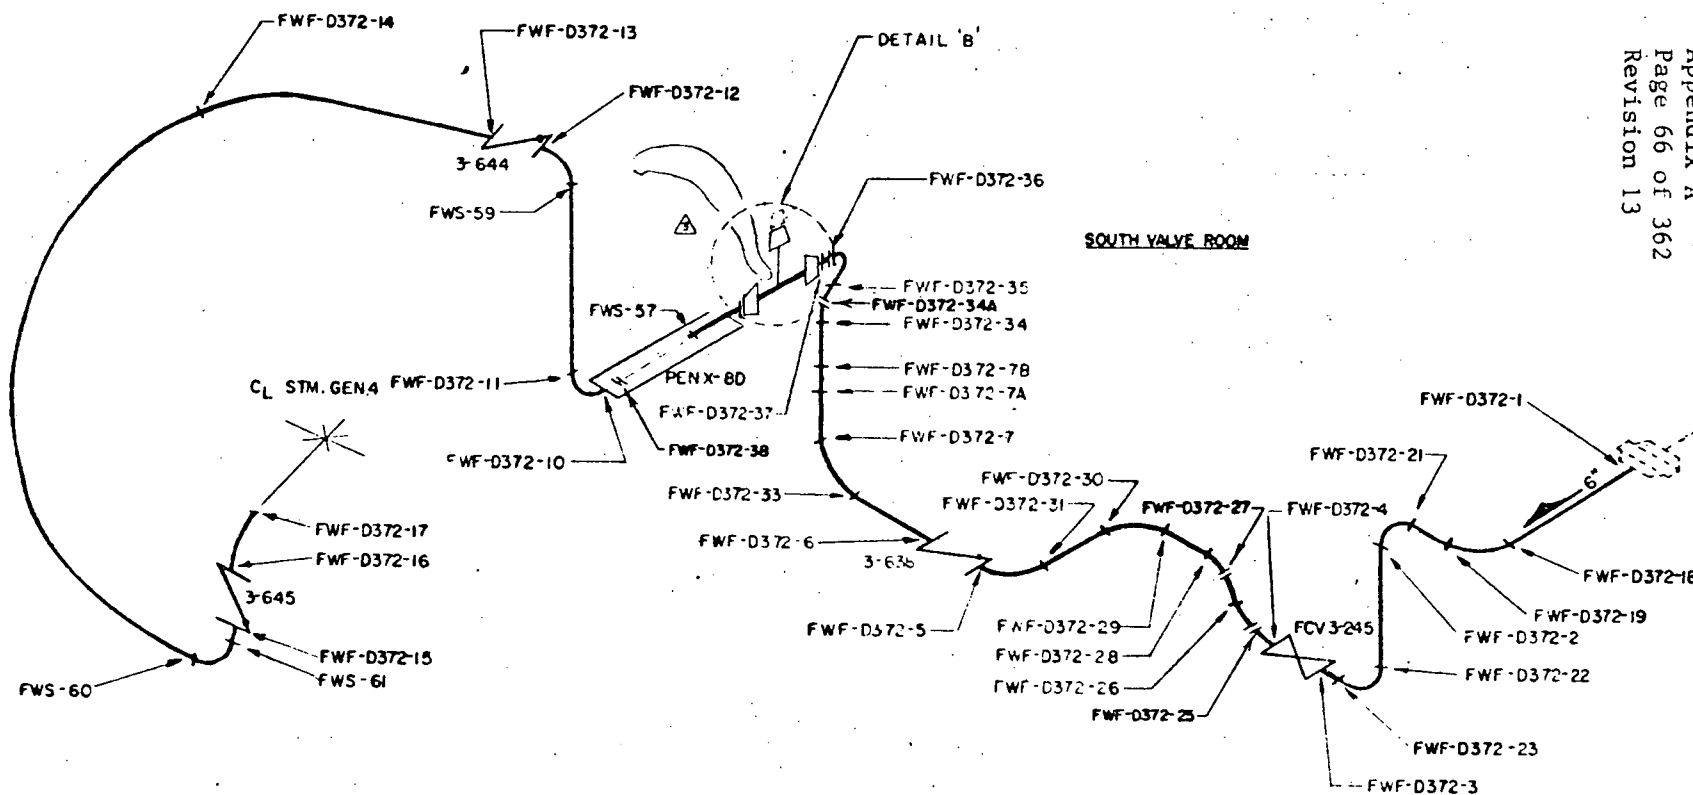 FWF-D372-14
FWF-D372-13
DETAIL 'B'
FWF-D372-12
Appendix A
Page 66 of 362
Revision 13
3-644
FWF-D372-36
FWS-59
3
SOUTH VALVE ROOM
FWF-D372-35
FWF-D372-34A
FWS-57
FWF-D372-34
FWF-D372-7B
PEN X-8D
CL STM. GEN.4
FWF-D372-11
FWF-D372-7A
FWF-D372-37
FWF-D372-1
FWF-D372-7
FWF-D372-10
FWF-D372-38
FWF-D372-21
FWF-D372-30
6"
FWF-D372-33
FWF-D372-31
FWF-D372-27
FWF-D372-4
FWF-D372-17
FWF-D372-6
FWF-D372-16
3-638
FWF-D372-18
3-645
FWF-D372-5
FWF-D372-29
FCV 3-245
FWF-D372-19
FWF-D372-2
FWF-D372-15
FWF-D372-28
FWS-61
FWF-D372-22
FWS-60
FWF-D372-26
FWF-D372-25
FWF-D372-23
FWF-D372-3